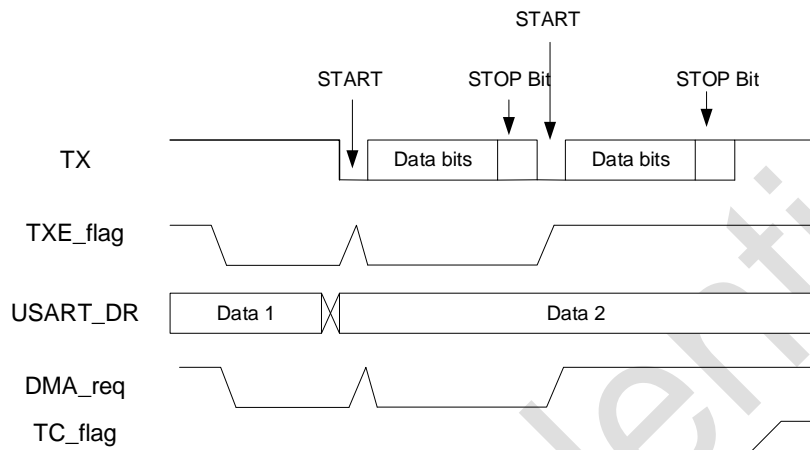 START
START
STOP Bit
STOP Bit
TX
Data bits
Data bits
TXE_flag
USART_DR
Data 1
Data 2
DMA_req
TC_flag